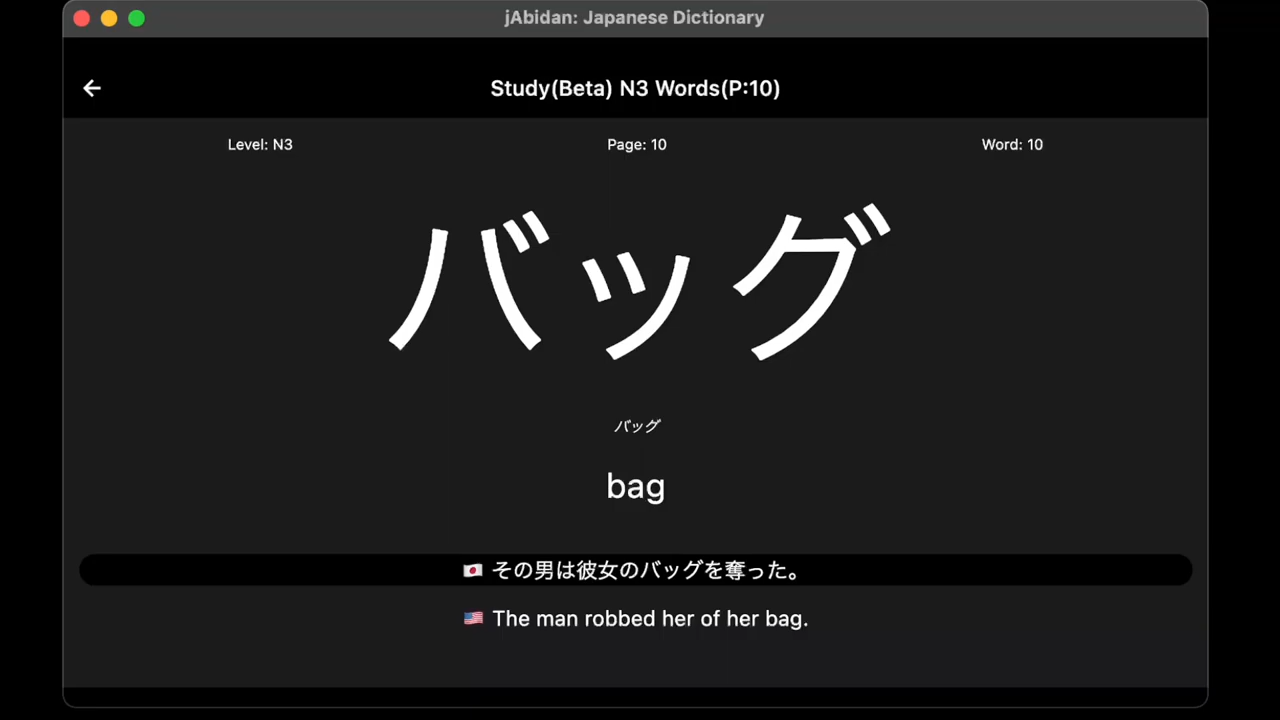 jAbidan: Japanese Dictionary
Study(Beta) N3 Words(P:10)
Level: N3 Page: 10 Word: 10
バッグ
バッグ
bag
その男は彼女のバッグを奪った。
The man robbed her of her bag.